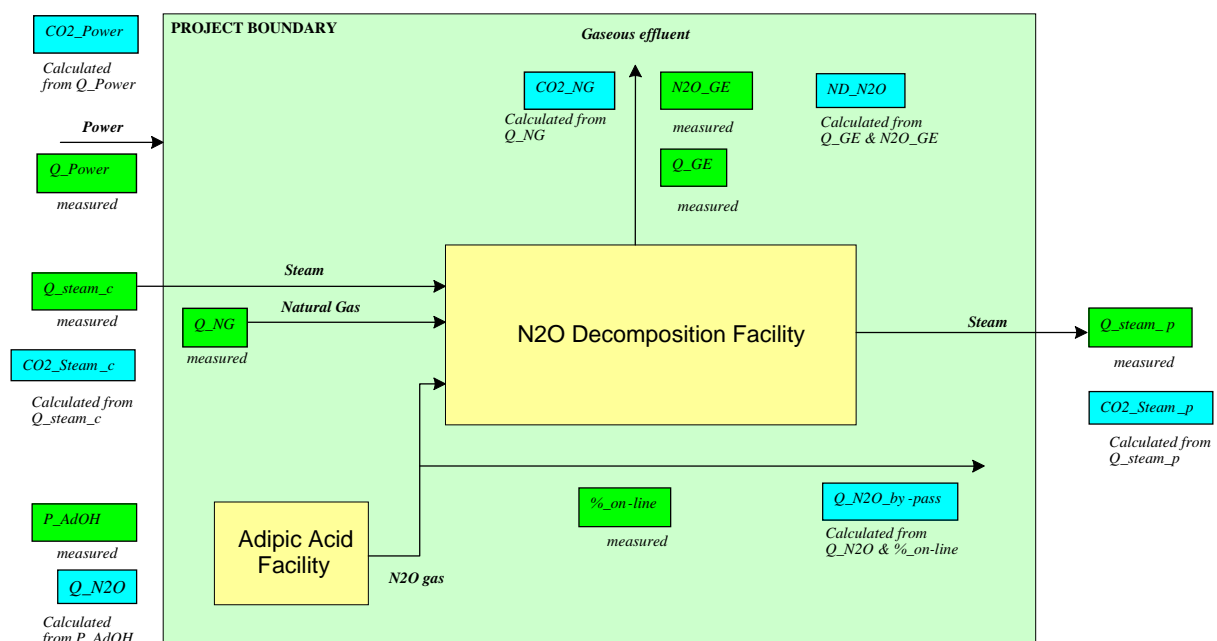 CO2_Power
Calculated
from Q_Power
Power
Q_Power
measured
Q_steam_c
measured
CO2_Steam_c
Calculated from
Q_steam_c
P_AdOH
measured
Q_N2O
Calculated
from P_AdOH
PROJECT BOUNDARY
Gaseous effluent
CO2_NG
Calculated from
Q_NG
N2O_GE
measured
Q_GE
measured
ND_N2O
Calculated from
Q_GE & N2O_GE
Steam
Natural Gas
Q_NG
measured
N2O Decomposition Facility
Steam
Q_steam_p
measured
CO2_Steam_p
Calculated from
Q_steam_p
%_on-line
measured
Q_N2O_by-pass
Calculated from
Q_N2O & %_on-line
Adipic Acid
Facility
N2O gas